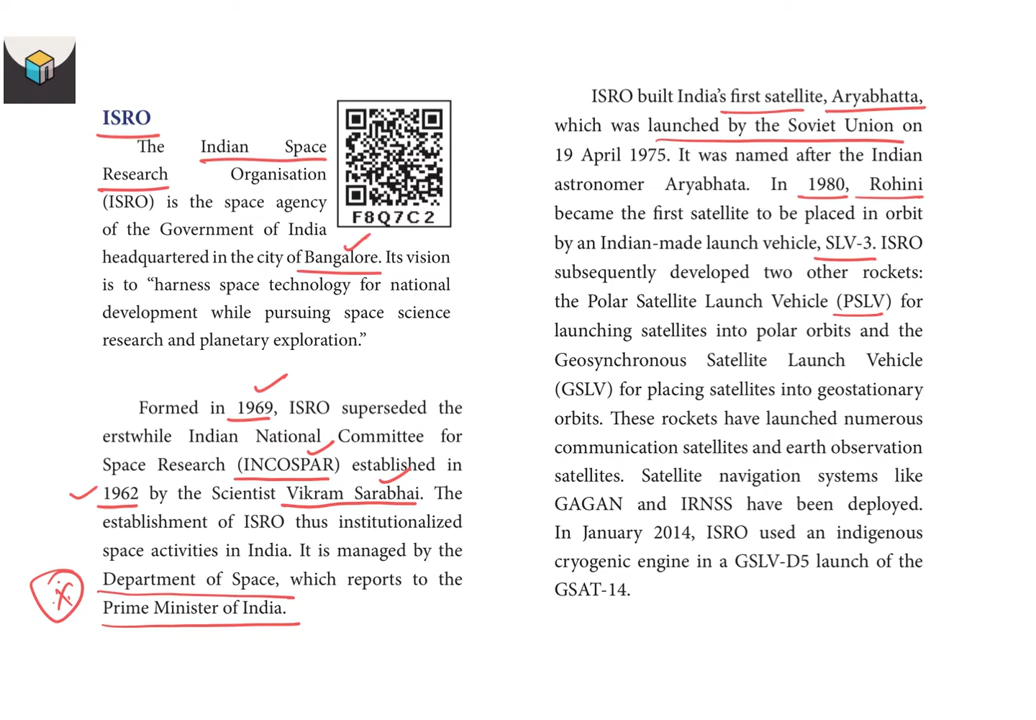 ISRO
The Indian Space
Research Organisation
(ISRO) is the space agency
of the Government of India
headquartered in the city of Bangalore. Its vision
is to “harness space technology for national
development while pursuing space science
research and planetary exploration.”
F8Q7C2
Formed in 1969, ISRO superseded the
erstwhile Indian National Committee for
Space Research (INCOSPAR) established in
1962 by the Scientist Vikram Sarabhai. The
establishment of ISRO thus institutionalized
space activities in India. It is managed by the
Department of Space, which reports to the
Prime Minister of India.
ISRO built India’s first satellite, Aryabhatta,
which was launched by the Soviet Union on
19 April 1975. It was named after the Indian
astronomer Aryabhata. In 1980, Rohini
became the first satellite to be placed in orbit
by an Indian-made launch vehicle, SLV-3. ISRO
subsequently developed two other rockets:
the Polar Satellite Launch Vehicle (PSLV) for
launching satellites into polar orbits and the
Geosynchronous Satellite Launch Vehicle
(GSLV) for placing satellites into geostationary
orbits. These rockets have launched numerous
communication satellites and earth observation
satellites. Satellite navigation systems like
GAGAN and IRNSS have been deployed.
In January 2014, ISRO used an indigenous
cryogenic engine in a GSLV-D5 launch of the
GSAT-14.